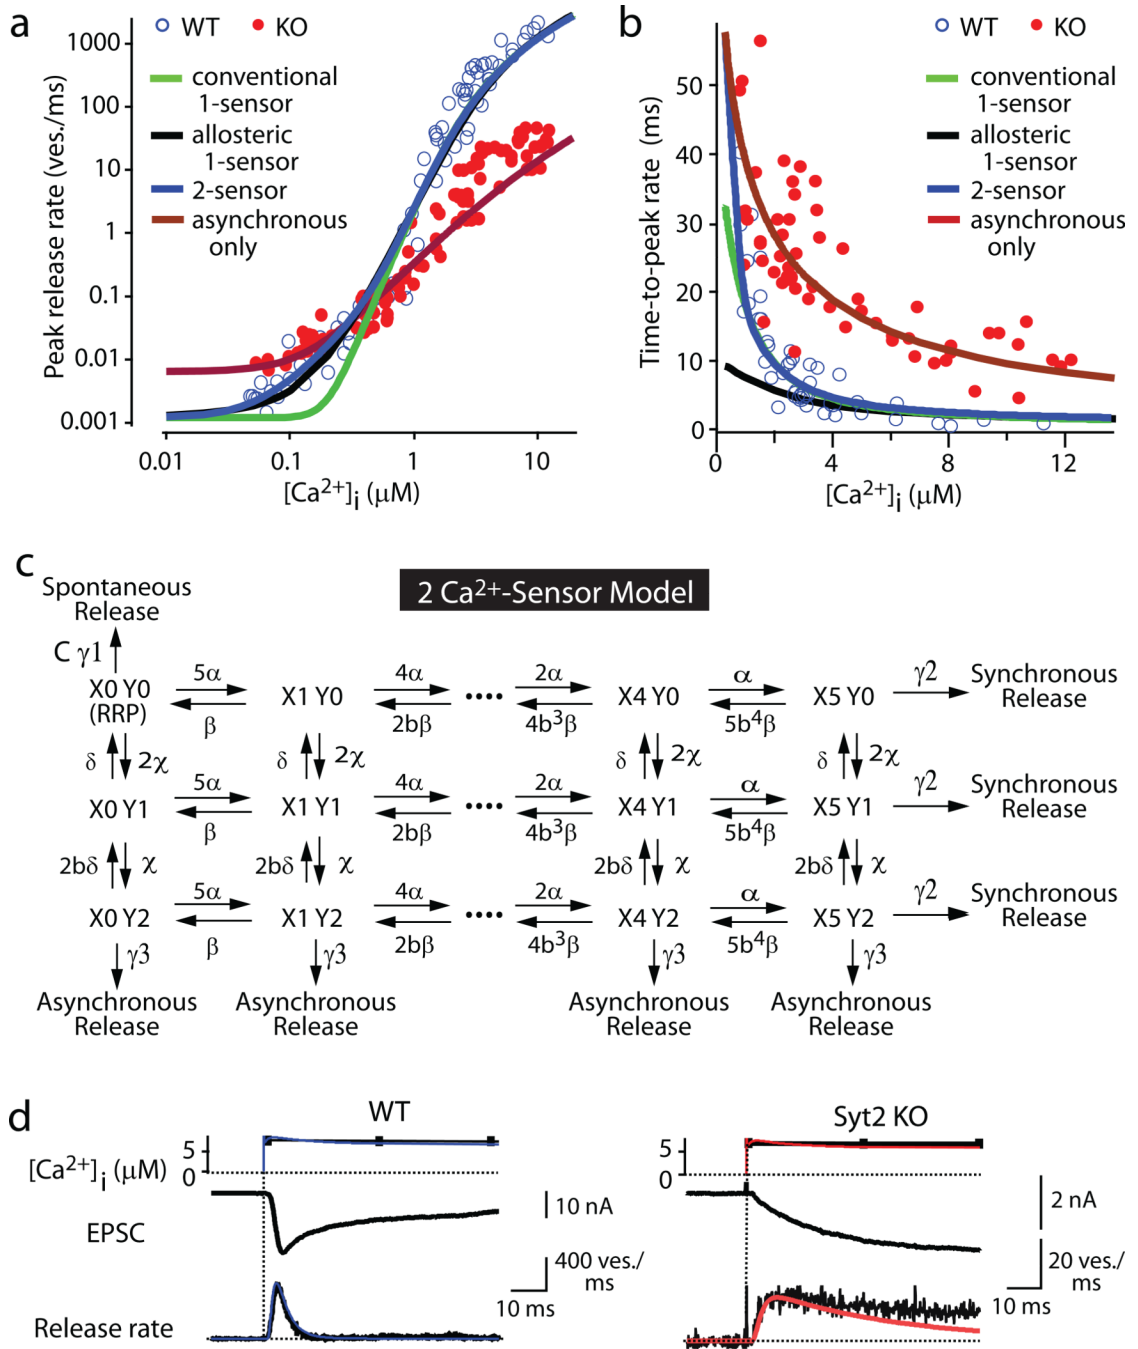 a
WT
KO
conventional
1-sensor
allosteric
1-sensor
2-sensor
asynchronous
only
Peak release rate (ves./ms)
1000
100
10
1
0.1
0.01
0.001
0.01
0.1
1
10
[Ca²⁺]i (μM)
b
WT
KO
conventional
1-sensor
allosteric
1-sensor
2-sensor
asynchronous
only
Time-to-peak rate (ms)
50
40
30
20
10
0
0
4
8
12
[Ca²⁺]i (μM)
c
2 Ca²⁺-Sensor Model
Spontaneous
Release
C γ1
X0 Y0
(RRP)
5α
β
X1 Y0
4α
2bβ
....
2α
4b³β
X4 Y0
α
5b⁴β
X5 Y0
γ2
Synchronous
Release
δ
2χ
δ
2χ
δ
2χ
δ
2χ
X0 Y1
5α
β
X1 Y1
4α
2bβ
....
2α
4b³β
X4 Y1
α
5b⁴β
X5 Y1
γ2
Synchronous
Release
2bδ
χ
2bδ
χ
2bδ
χ
2bδ
χ
X0 Y2
5α
β
X1 Y2
4α
2bβ
....
2α
4b³β
X4 Y2
α
5b⁴β
X5 Y2
γ2
Synchronous
Release
γ3
γ3
γ3
γ3
Asynchronous
Release
Asynchronous
Release
Asynchronous
Release
Asynchronous
Release
d
WT
Syt2 KO
[Ca²⁺]i (μM)
5
0
5
0
EPSC
10 nA
2 nA
400 ves./
ms
10 ms
20 ves./
ms
10 ms
Release rate